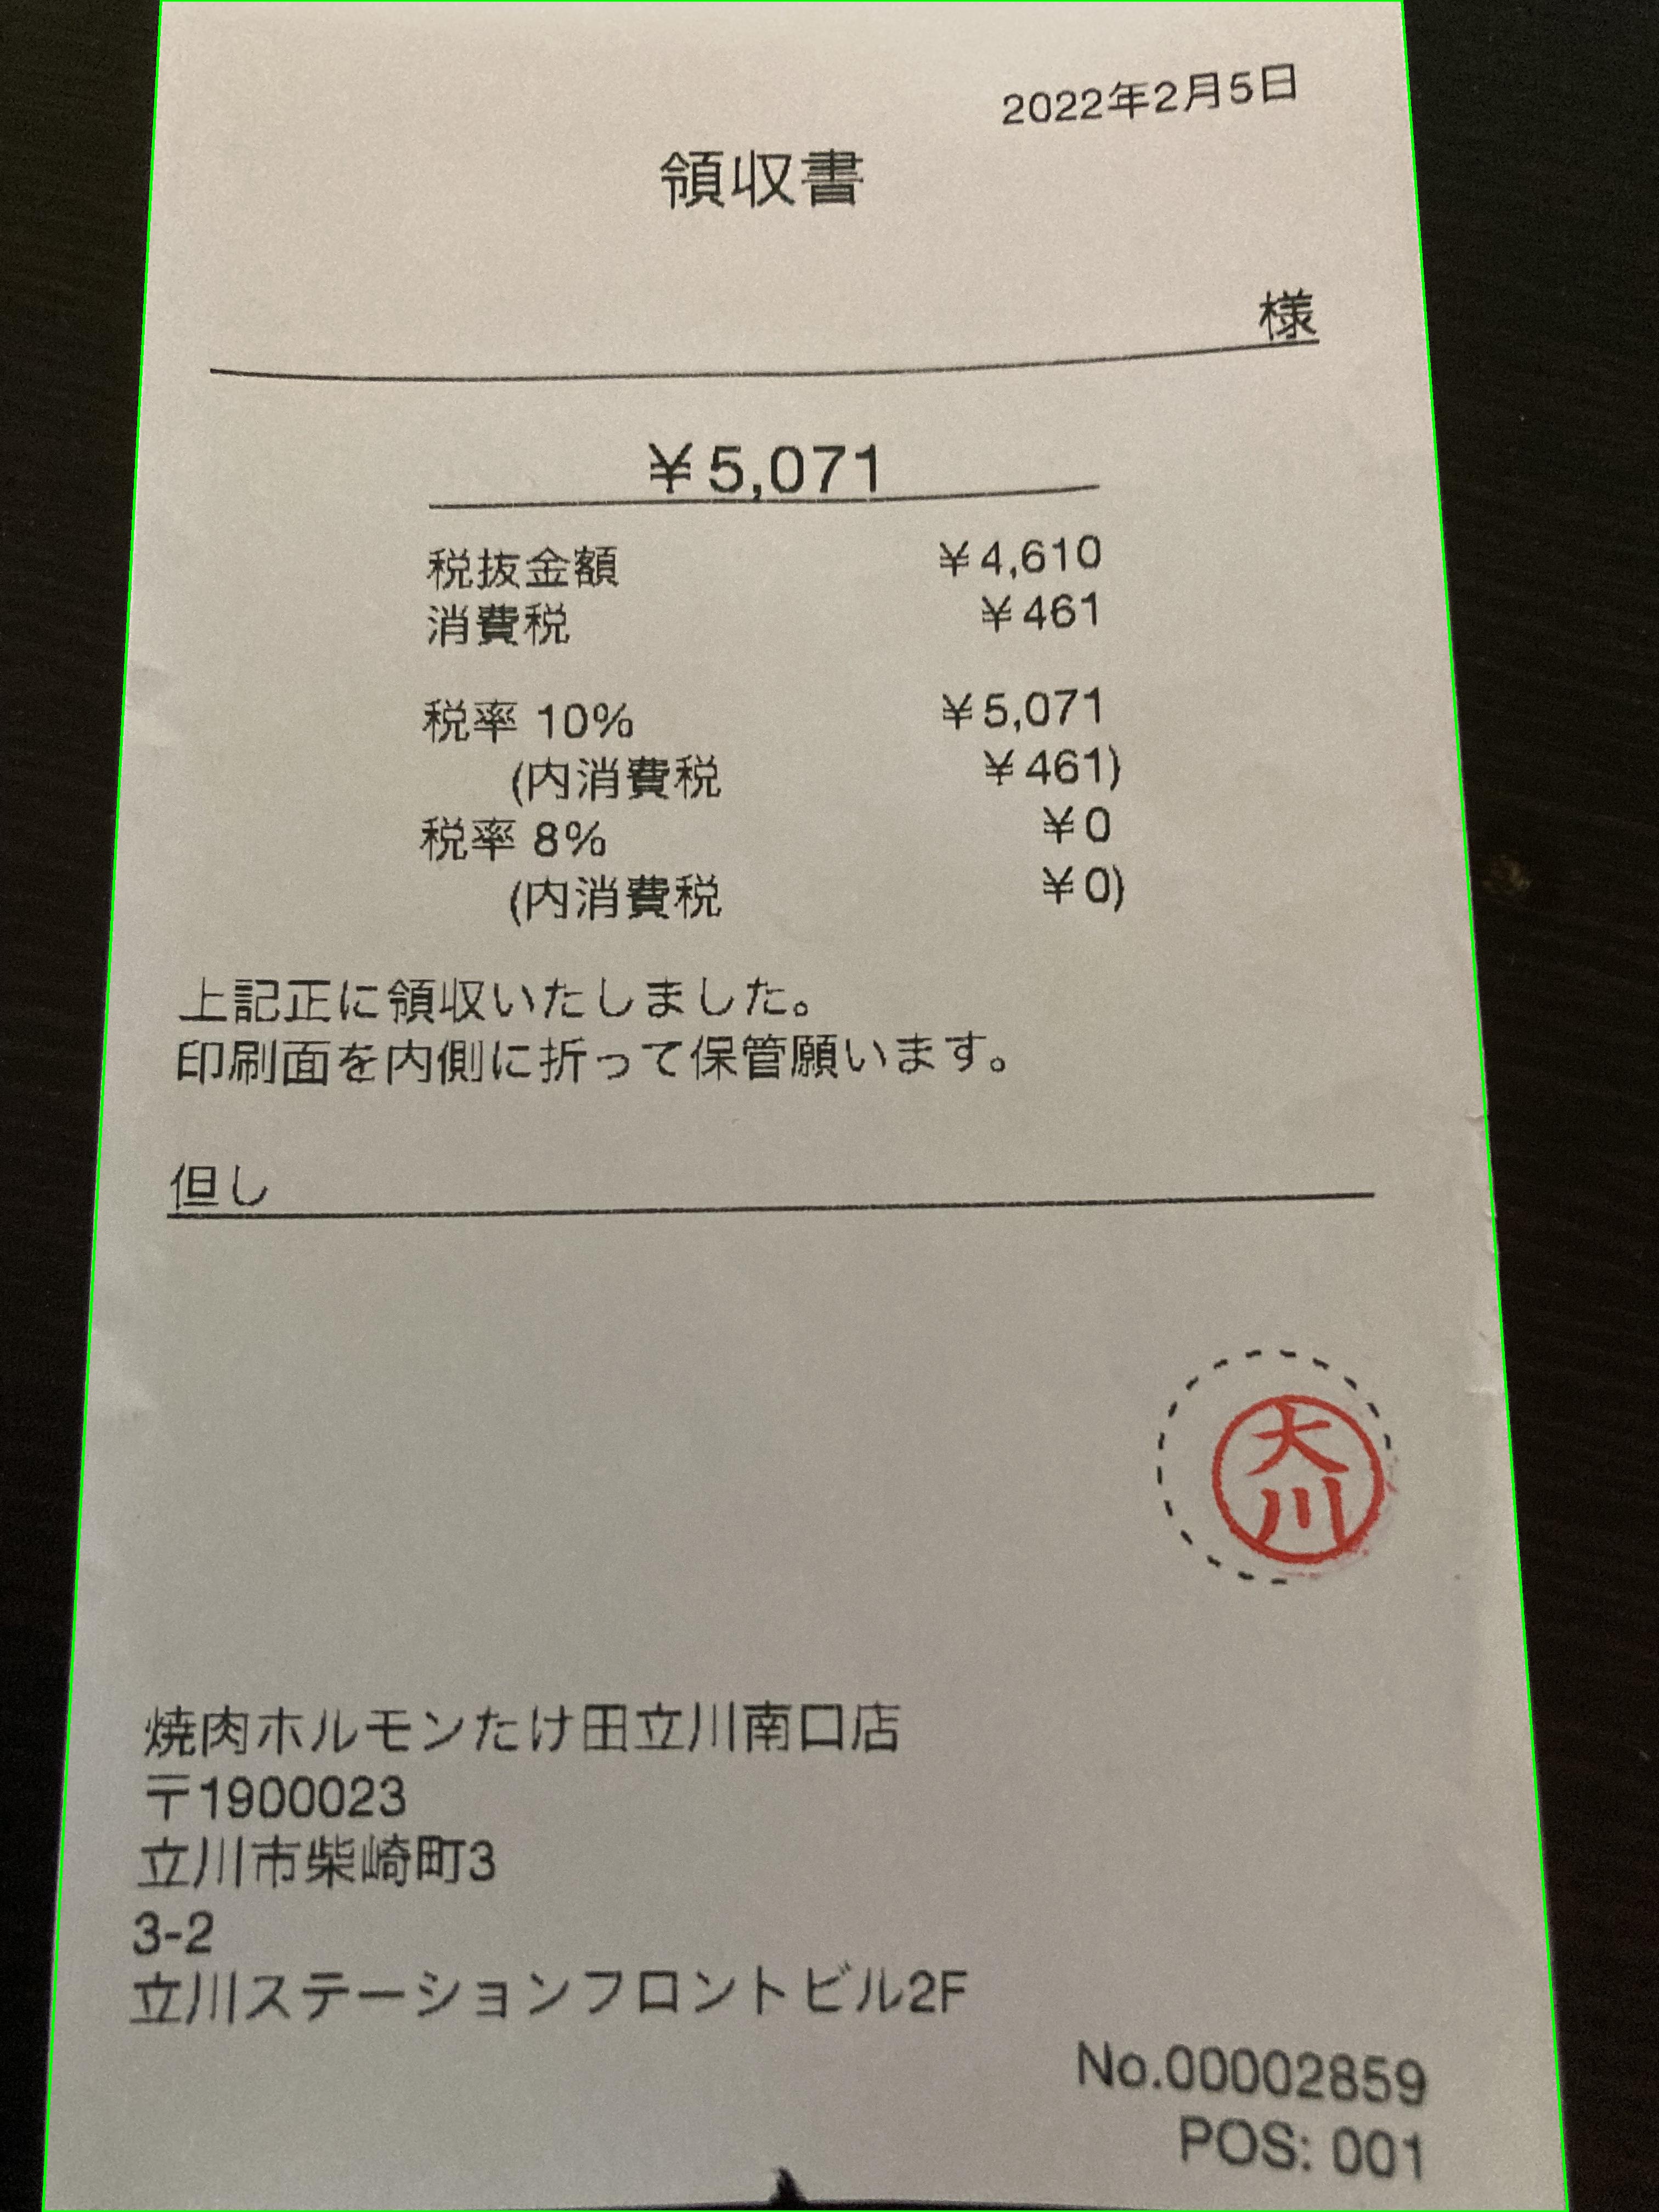 2022年2月5日
領収書
様
¥5,071
税抜金額 ¥4,610
消費税 ¥461
税率 10% ¥5,071
(内消費税 ¥461)
税率 8% ¥0
(内消費税 ¥0)
上記正に領収いたしました。
印刷面を内側に折って保管願います。
但し
大川
焼肉ホルモンたけ田立川南口店
〒1900023
立川市柴崎町3
3-2
立川ステーションフロントビル2F
No.00002859
POS: 001